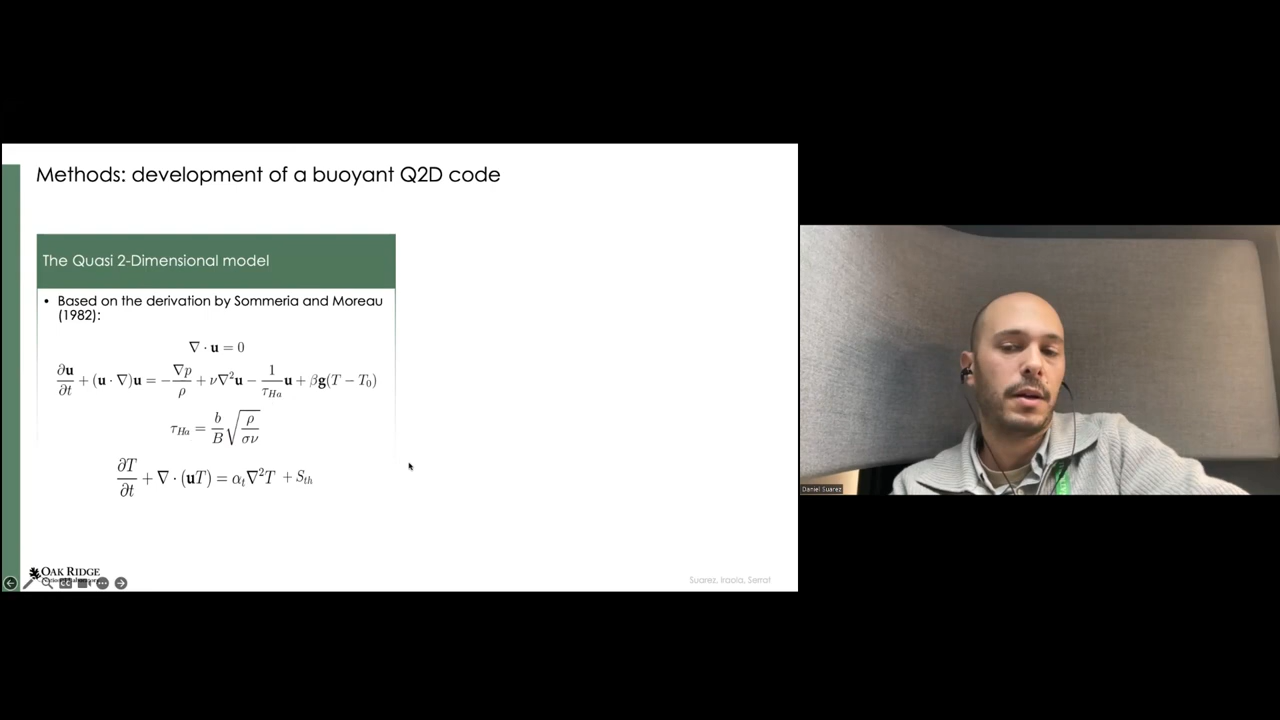 Methods: development of a buoyant Q2D code
The Quasi 2-Dimensional model
• Based on the derivation by Sommeria and Moreau
(1982):
∇ · u = 0
∂u/∂t + (u · ∇)u = −∇p/ρ + ν∇²u − 1/τ_Ha u + βg(T − T₀)
τ_Ha = b/B √(ρ/σν)
∂T/∂t + ∇ · (uT) = α_t∇²T + S_th
OAK RIDGE
Suarez, Iraola, Serrat
Daniel Suarez